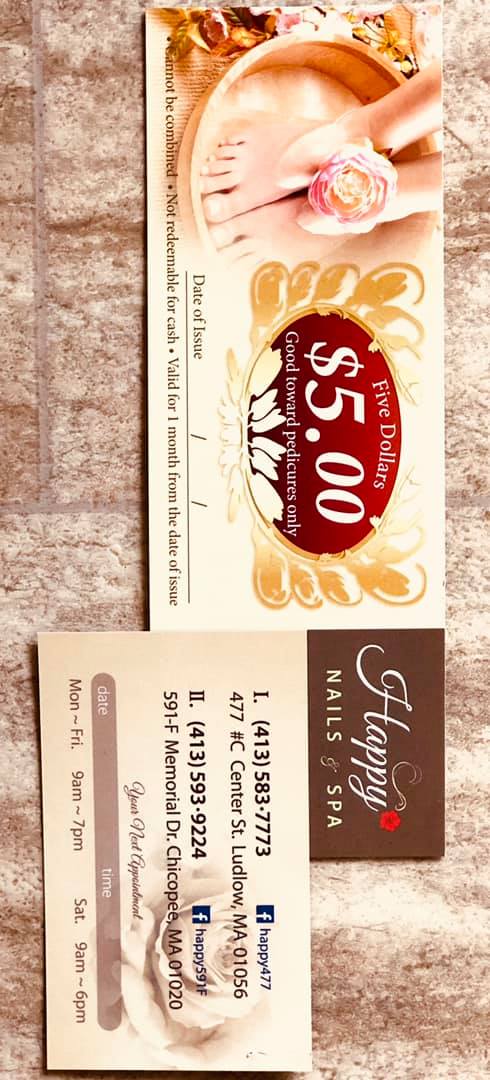 Five Dollars
$5.00
Good toward pedicures only
Date of Issue / /
annot be combined • Not redeemable for cash • Valid for 1 month from the date of issue
Happy
NAILS & SPA
I. (413) 583-7773 f happy477
477 #C Center St. Ludlow, MA 01056
II. (413) 593-9224 f happy591F
591-F Memorial Dr. Chicopee, MA 01020
Your Next Appointment
date time
Mon ~ Fri. 9am ~ 7pm Sat. 9am ~ 6pm